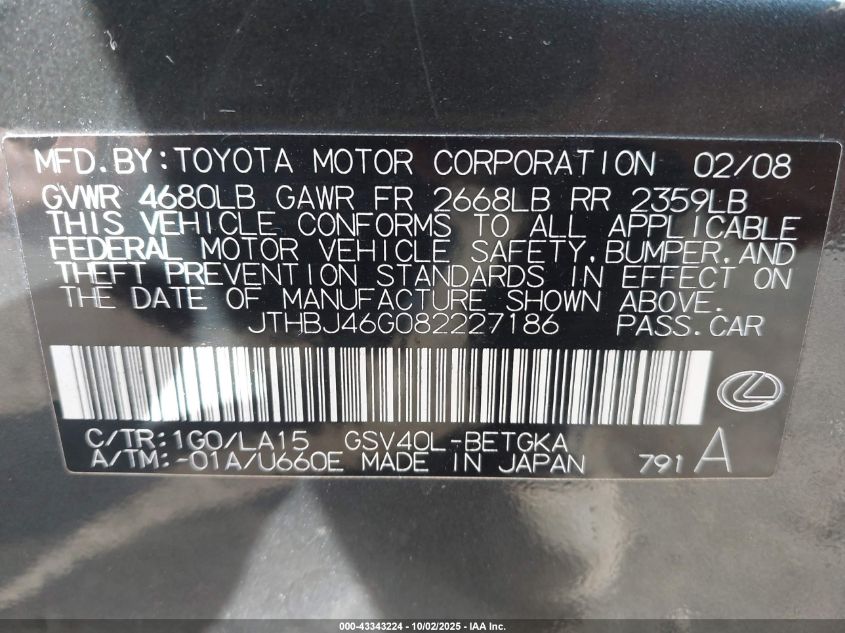 MFD.BY:TOYOTA MOTOR CORPORATION 02/08
GVWR 4680LB GAWR FR 2668LB RR 2359LB
THIS VEHICLE CONFORMS TO ALL APPLICABLE
FEDERAL MOTOR VEHICLE SAFETY,BUMPER,AND
THEFT PREVENTION STANDARDS IN EFFECT ON
THE DATE OF MANUFACTURE SHOWN ABOVE.
JTHBJ46G082227186 PASS.CAR
C/TR:1G0/LA15 GSV40L-BETGKA
A/TM:-01A/U660E MADE IN JAPAN 791 A
000-43343224 - 10/02/2025 - IAA Inc.